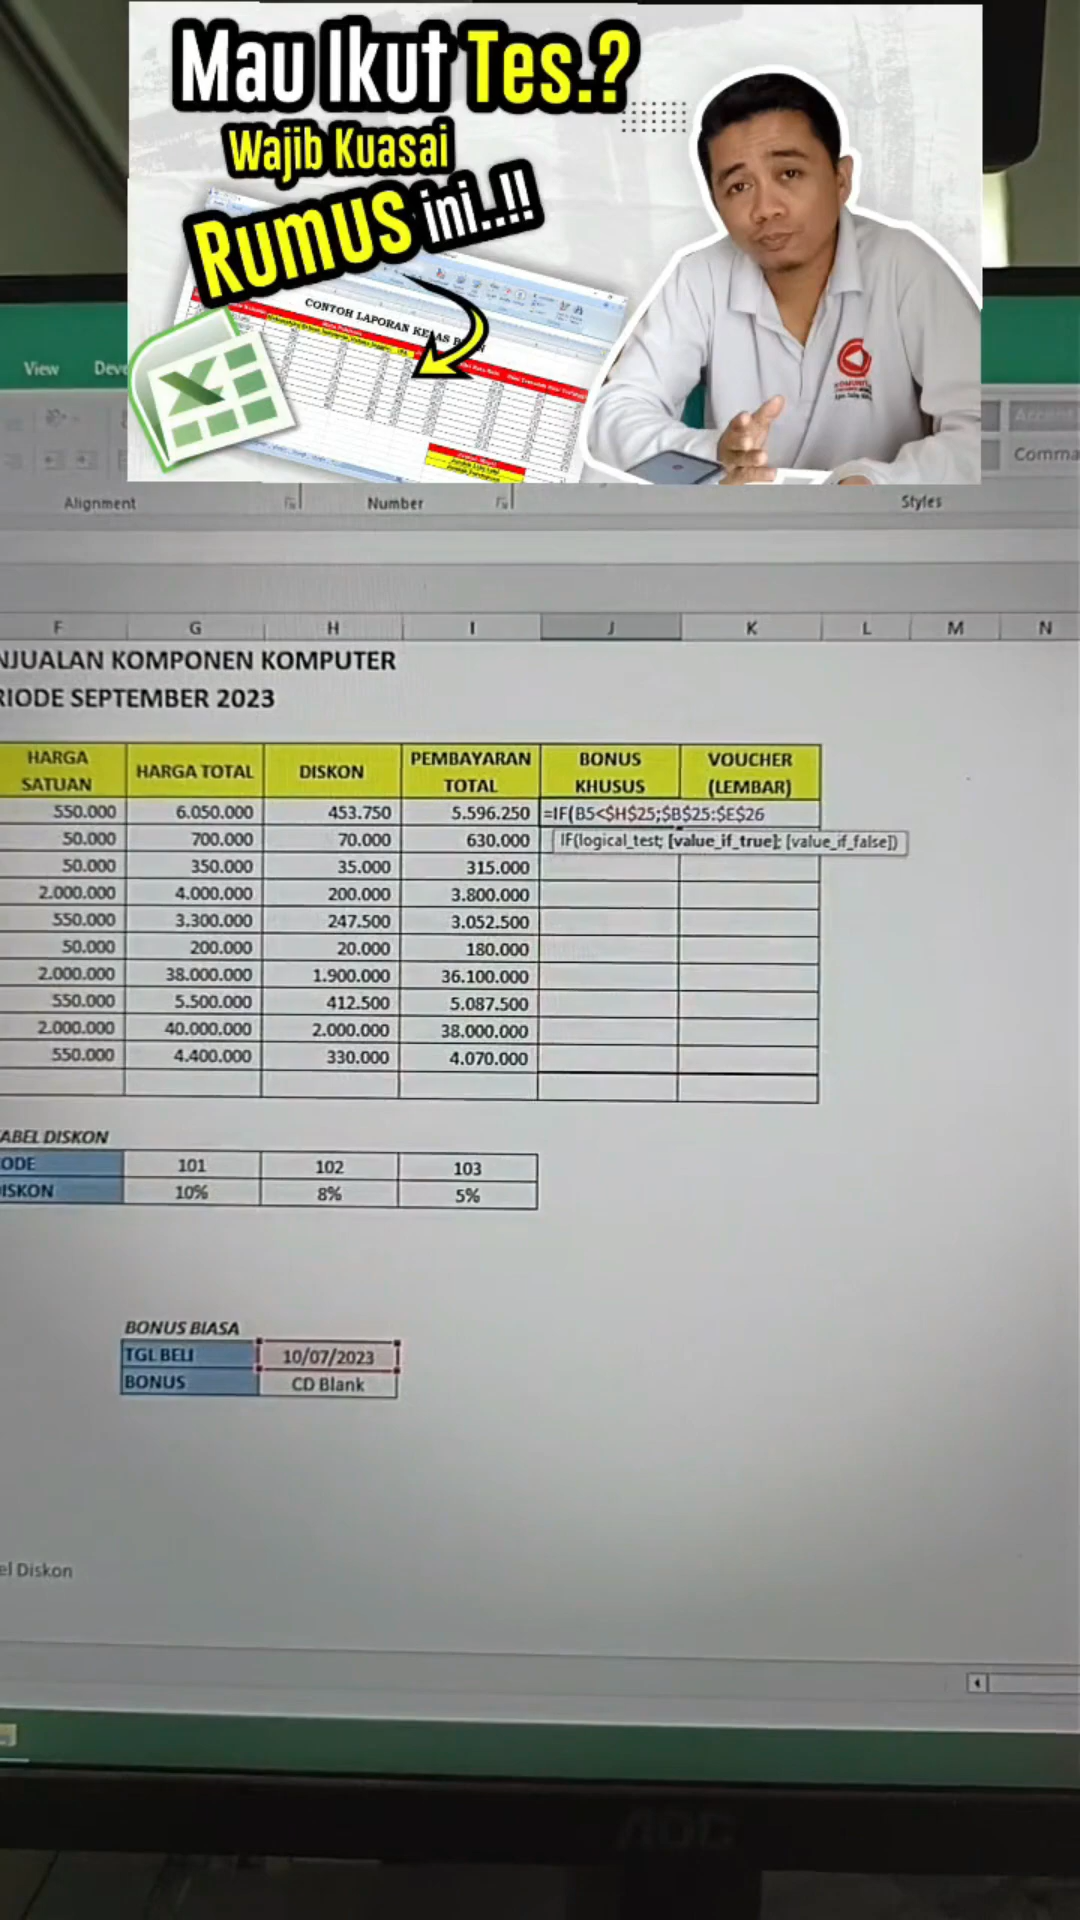 Mau Ikut Tes.?
Wajib Kuasai
Rumus ini..!!
CONTOH LAPORAN KELAS
View Deve
Comma
Alignment Number Styles
F G H I J K L M N
NJUALAN KOMPONEN KOMPUTER
RIODE SEPTEMBER 2023
HARGA SATUAN HARGA TOTAL DISKON PEMBAYARAN TOTAL BONUS KHUSUS VOUCHER (LEMBAR)
550.000 6.050.000 453.750 5.596.250 =IF(B5<$H$25;$B$25:$E$26
50.000 700.000 70.000 630.000 IF(logical_test; [value_if_true]; [value_if_false])
50.000 350.000 35.000 315.000
2.000.000 4.000.000 200.000 3.800.000
550.000 3.300.000 247.500 3.052.500
50.000 200.000 20.000 180.000
2.000.000 38.000.000 1.900.000 36.100.000
550.000 5.500.000 412.500 5.087.500
2.000.000 40.000.000 2.000.000 38.000.000
550.000 4.400.000 330.000 4.070.000
ABEL DISKON
ODE 101 102 103
ISKON 10% 8% 5%
BONUS BIASA
TGL BELI 10/07/2023
BONUS CD Blank
el Diskon
AOC